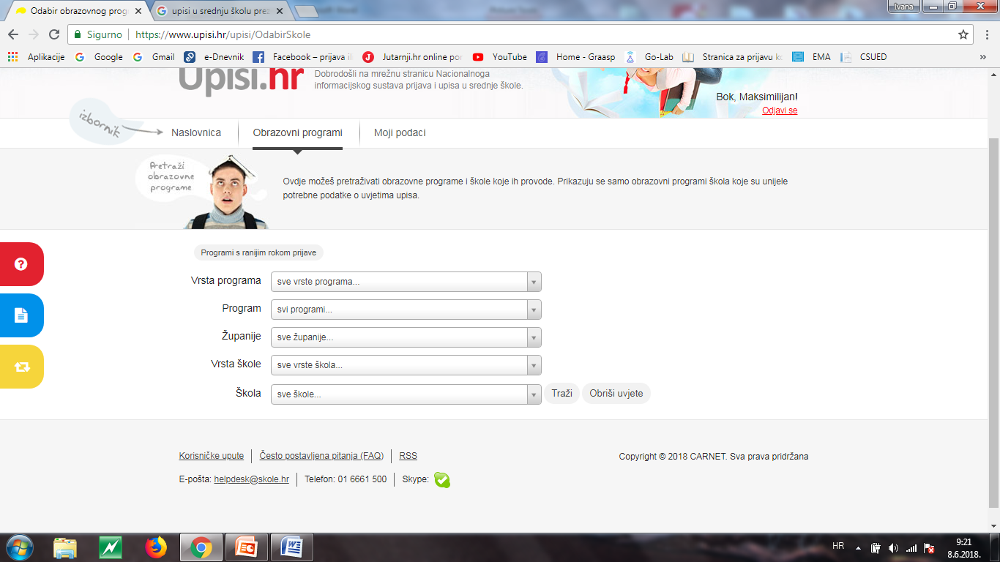 Ivana
Odabir obrazovnog prog
upisi u srednju školu prez
Sigurno https://www.upisi.hr/upisi/OdabirSkole
Aplikacije Google Gmail e-Dnevnik Facebook – prijava il Jutarnji.hr online por YouTube Home - Graasp Go-Lab Stranica za prijavu ko EMA CSUED »
Upisi.hr
Dobrodošli na mrežnu stranicu Nacionalnoga
informacijskog sustava prijava i upisa u srednje škole.
Bok, Maksimilijan!
Odjavi se
izbornik
Naslovnica Obrazovni programi Moji podaci
Pretraži
obrazovne
programe
Ovdje možeš pretraživati obrazovne programe i škole koje ih provode. Prikazuju se samo obrazovni programi škola koje su unijele
potrebne podatke o uvjetima upisa.
Programi s ranijim rokom prijave
Vrsta programa sve vrste programa...
Program svi programi...
Županije sve županije...
Vrsta škole sve vrste škola...
Škola sve škole... Traži Obriši uvjete
Korisničke upute Često postavljena pitanja (FAQ) RSS
Copyright © 2018 CARNET. Sva prava pridržana
E-pošta: helpdesk@skole.hr Telefon: 01 6661 500 Skype:
HR
9:21
8.6.2018.